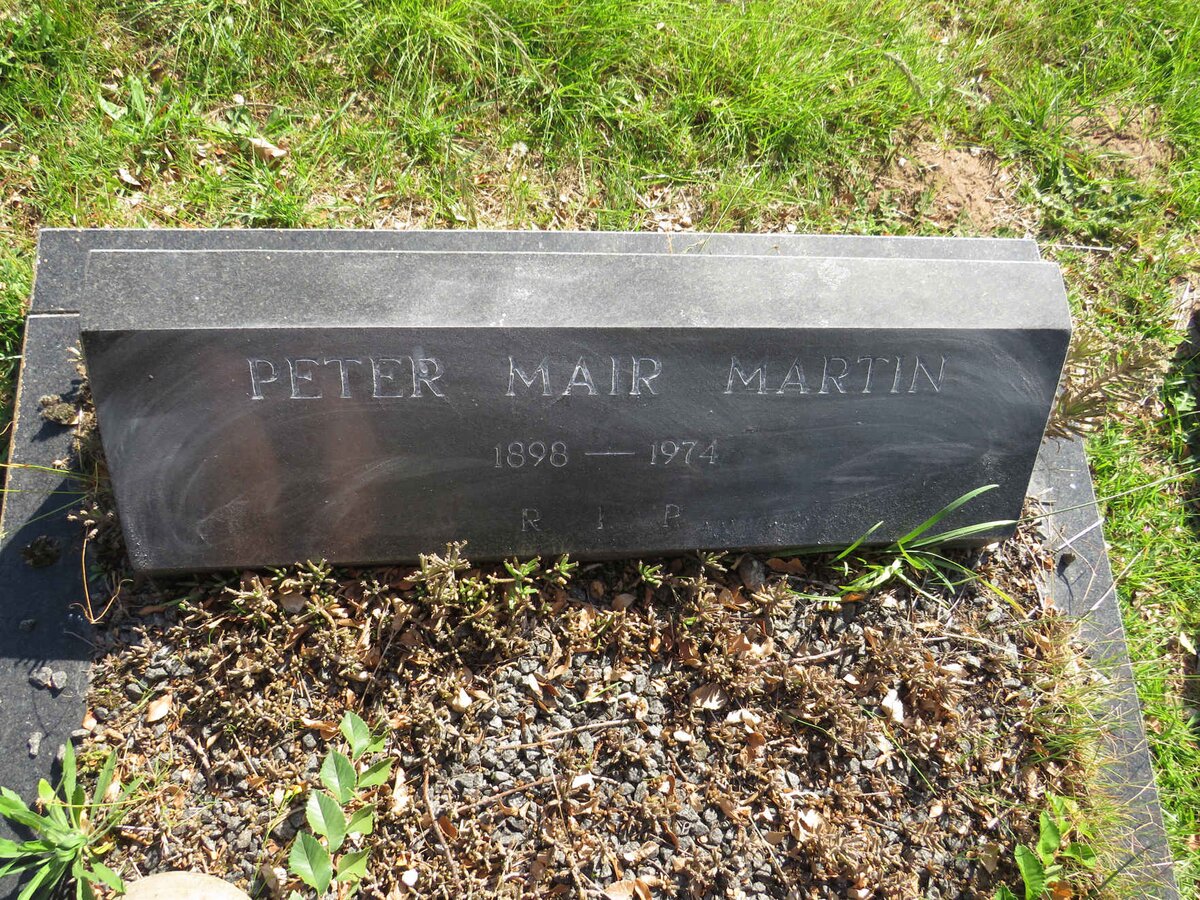 PETER MAIR MARTIN
1898 — 1974
R I P